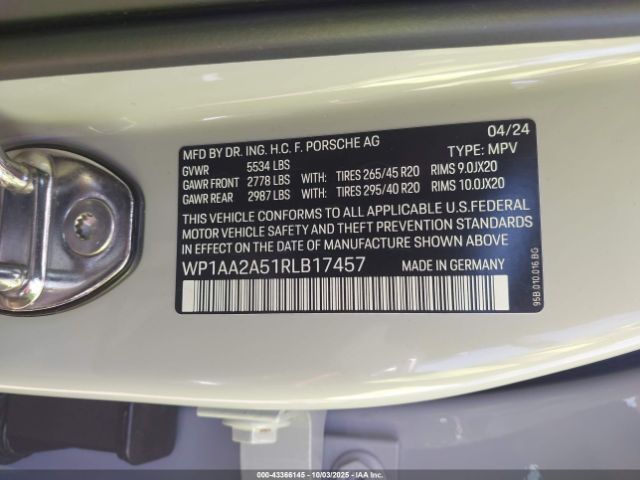 MFD BY DR. ING. H.C. F. PORSCHE AG 04/24
GVWR 5534 LBS TYPE: MPV
GAWR FRONT 2778 LBS WITH: TIRES 265/45 R20 RIMS 9.0JX20
GAWR REAR 2987 LBS WITH: TIRES 295/40 R20 RIMS 10.0JX20
THIS VEHICLE CONFORMS TO ALL APPLICABLE U.S.FEDERAL
MOTOR VEHICLE SAFETY AND THEFT PREVENTION STANDARDS
IN EFFECT ON THE DATE OF MANUFACTURE SHOWN ABOVE
WP1AA2A51RLB17457 MADE IN GERMANY
95B.010.016.BG
000-43366145 | 10/03/2025 | IAAI.com